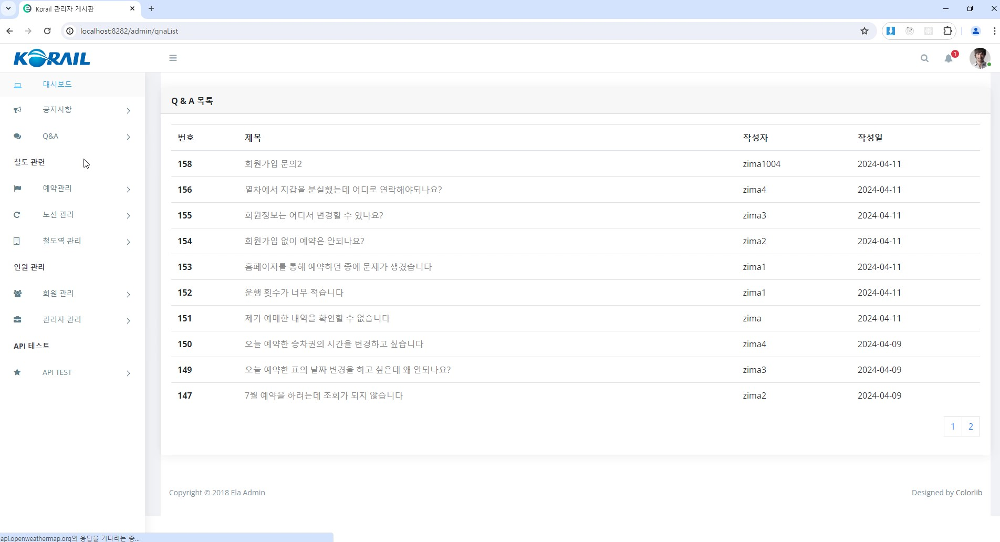 Korail 관리자 게시판
localhost:8282/admin/qnaList
KORAIL
1
대시보드
공지사항
Q&A
철도 관련
예약관리
노선 관리
철도역 관리
인원 관리
회원 관리
관리자 관리
API 테스트
API TEST
Q & A 목록
번호 제목 작성자 작성일
158 회원가입 문의2 zima1004 2024-04-11
156 열차에서 지갑을 분실했는데 어디로 연락해야되나요? zima4 2024-04-11
155 회원정보는 어디서 변경할 수 있나요? zima3 2024-04-11
154 회원가입 없이 예약은 안되나요? zima2 2024-04-11
153 홈페이지를 통해 예약하던 중에 문제가 생겼습니다 zima1 2024-04-11
152 운행 횟수가 너무 적습니다 zima1 2024-04-11
151 제가 예매한 내역을 확인할 수 없습니다 zima 2024-04-11
150 오늘 예약한 승차권의 시간을 변경하고 싶습니다 zima4 2024-04-09
149 오늘 예약한 표의 날짜 변경을 하고 싶은데 왜 안되나요? zima3 2024-04-09
147 7월 예약을 하려는데 조회가 되지 않습니다 zima2 2024-04-09
1 2
Copyright © 2018 Ela Admin Designed by Colorlib
api.openweathermap.org의 응답을 기다리는 중...